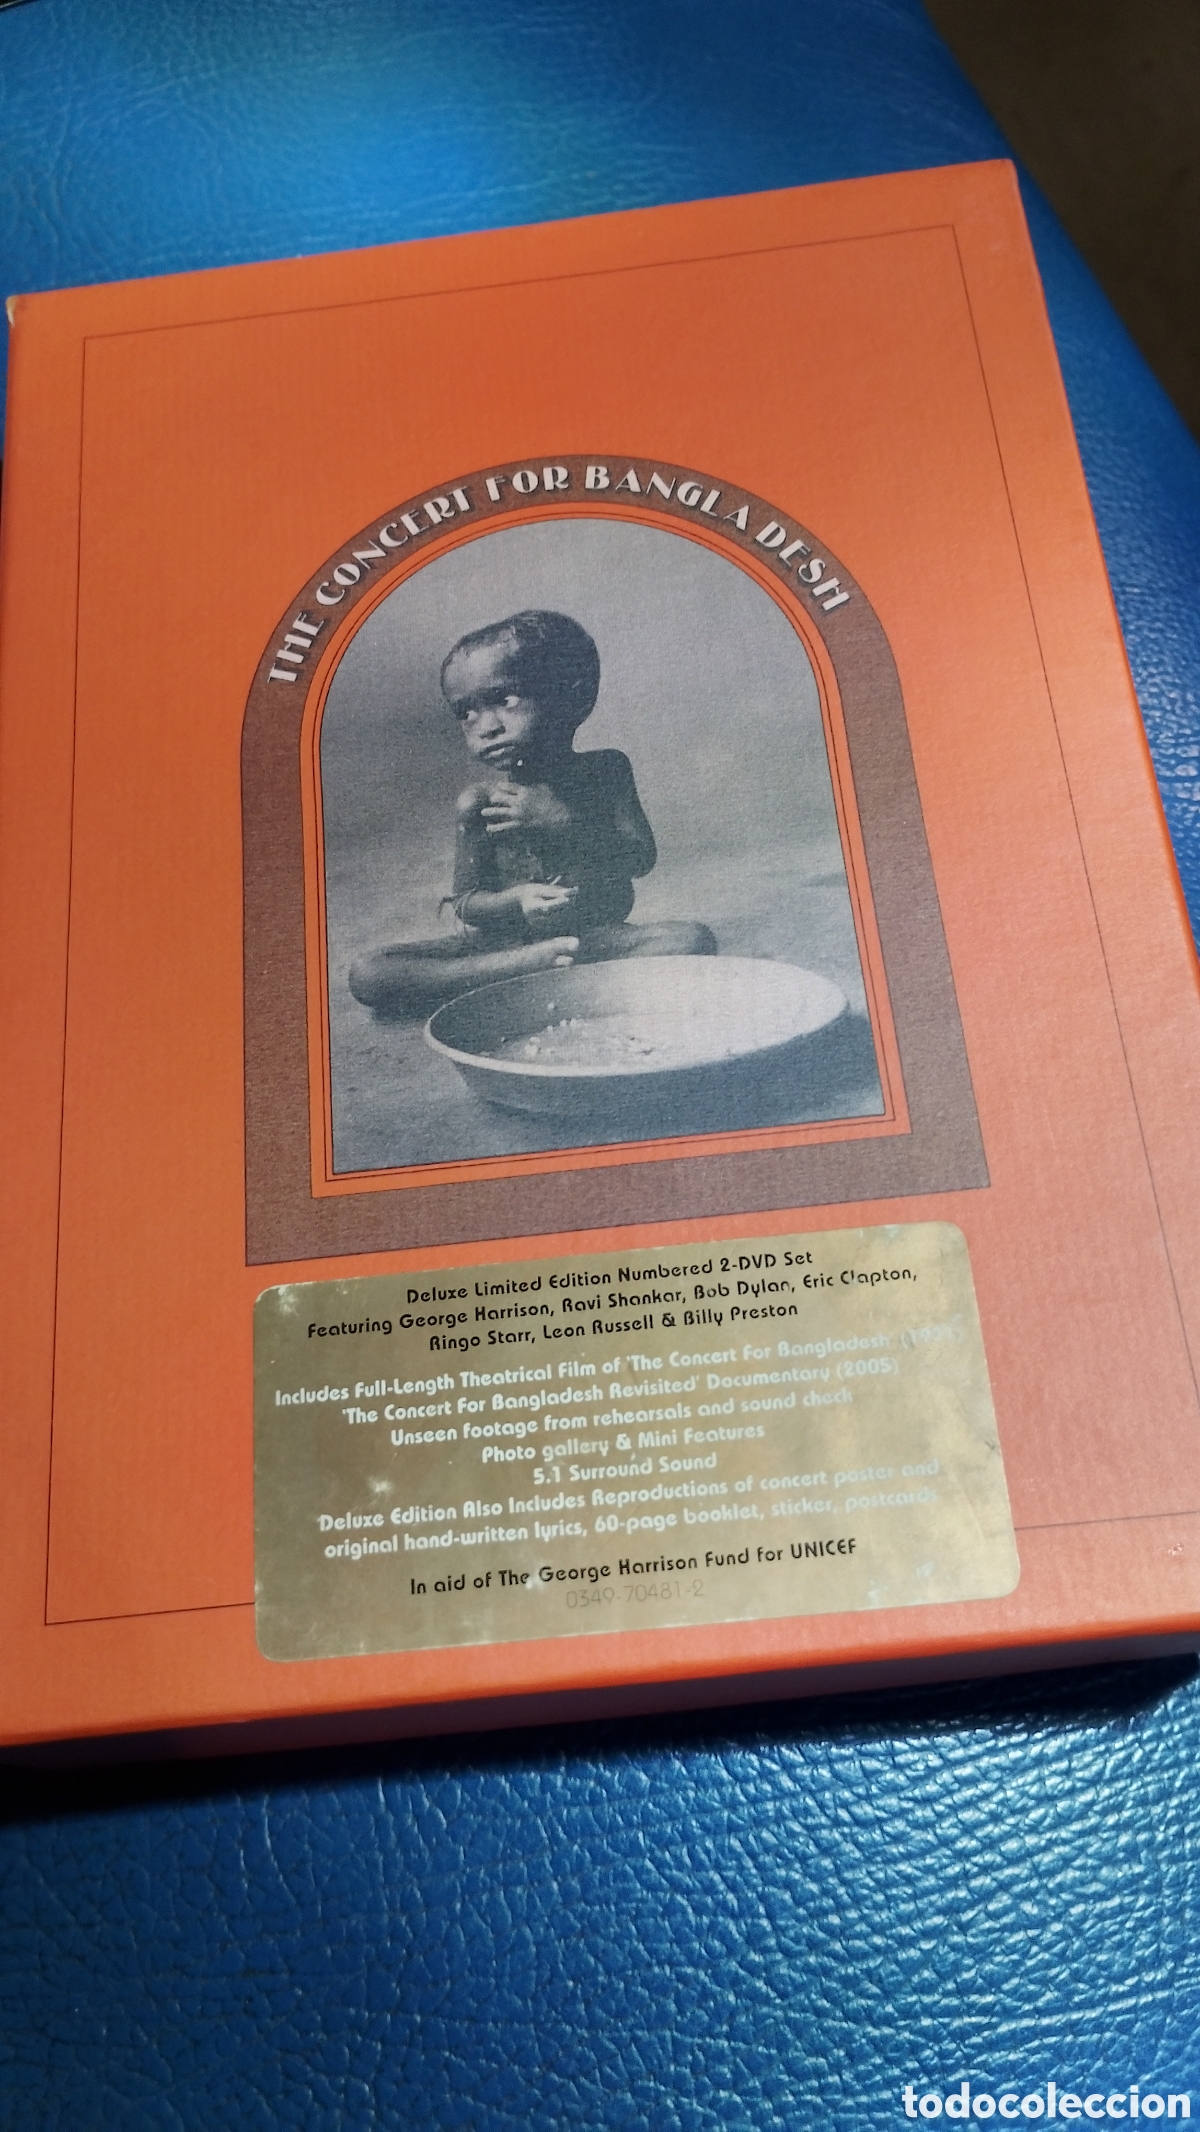 THE CONCERT FOR BANGLA DESH
Deluxe Limited Edition Numbered 2-DVD Set
Featuring George Harrison, Ravi Shankar, Bob Dylan, Eric Clapton,
Ringo Starr, Leon Russell & Billy Preston
Includes Full-Length Theatrical Film of 'The Concert For Bangladesh'
'The Concert For Bangladesh Revisited' Documentary (2005)
Unseen footage from rehearsals and sound check
Photo gallery & Mini Features
5.1 Surround Sound
Deluxe Edition Also Includes Reproductions of concert poster and
original hand-written lyrics, 60-page booklet, sticker, postcards
In aid of The George Harrison Fund for UNICEF
0349-70481-2
todocoleccion